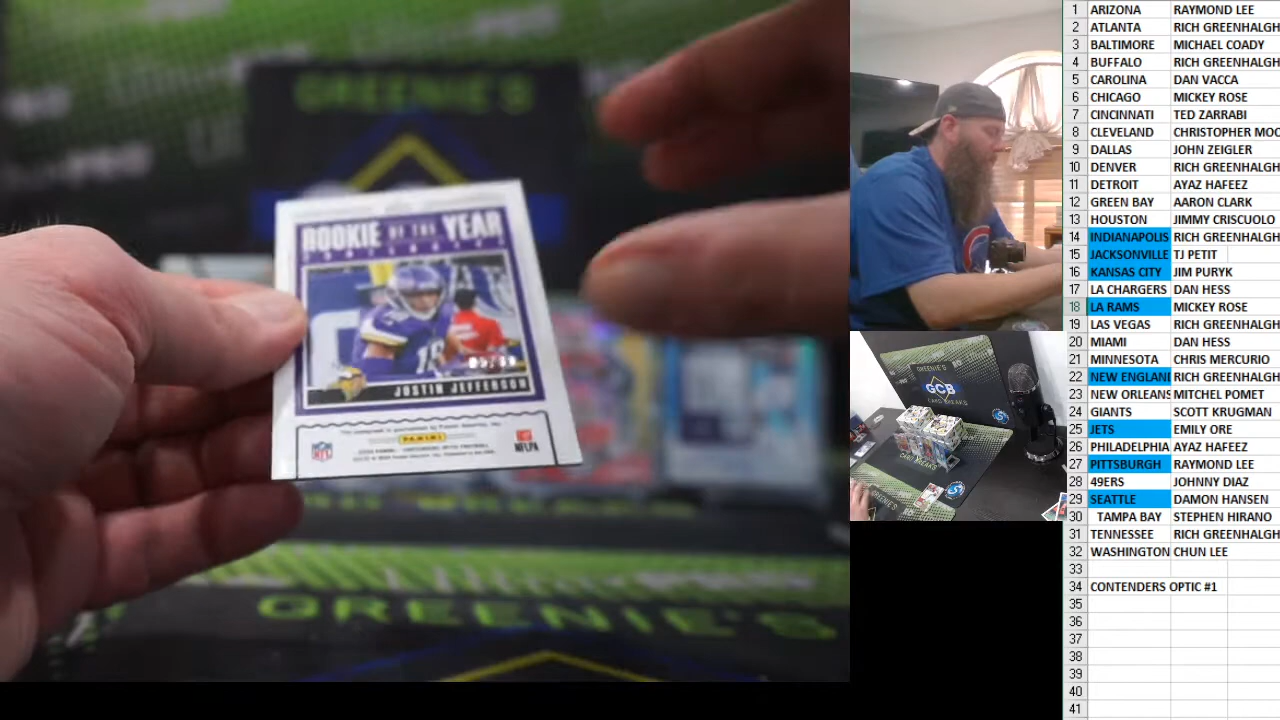 GREENIE'S
ROOKIE OF THE YEAR
18
JUSTIN JEFFERSON
PANINI
NFL
NFLPA
GREENIE'S
GREENIE'S
GCB
CARD BREAKS
1 ARIZONA RAYMOND LEE
2 ATLANTA RICH GREENHALGH
3 BALTIMORE MICHAEL COADY
4 BUFFALO RICH GREENHALGH
5 CAROLINA DAN VACCA
6 CHICAGO MICKEY ROSE
7 CINCINNATI TED ZARRABI
8 CLEVELAND CHRISTOPHER MOO
9 DALLAS JOHN ZEIGLER
10 DENVER RICH GREENHALGH
11 DETROIT AYAZ HAFEEZ
12 GREEN BAY AARON CLARK
13 HOUSTON JIMMY CRISCUOLO
14 INDIANAPOLIS RICH GREENHALGH
15 JACKSONVILLE TJ PETIT
16 KANSAS CITY JIM PURYK
17 LA CHARGERS DAN HESS
18 LA RAMS MICKEY ROSE
19 LAS VEGAS RICH GREENHALGH
20 MIAMI DAN HESS
21 MINNESOTA CHRIS MERCURIO
22 NEW ENGLAND RICH GREENHALGH
23 NEW ORLEANS MITCHEL POMET
24 GIANTS SCOTT KRUGMAN
25 JETS EMILY ORE
26 PHILADELPHIA AYAZ HAFEEZ
27 PITTSBURGH RAYMOND LEE
28 49ERS JOHNNY DIAZ
29 SEATTLE DAMON HANSEN
30 TAMPA BAY STEPHEN HIRANO
31 TENNESSEE RICH GREENHALGH
32 WASHINGTON CHUN LEE
33
34 CONTENDERS OPTIC #1
35
36
37
38
39
40
41